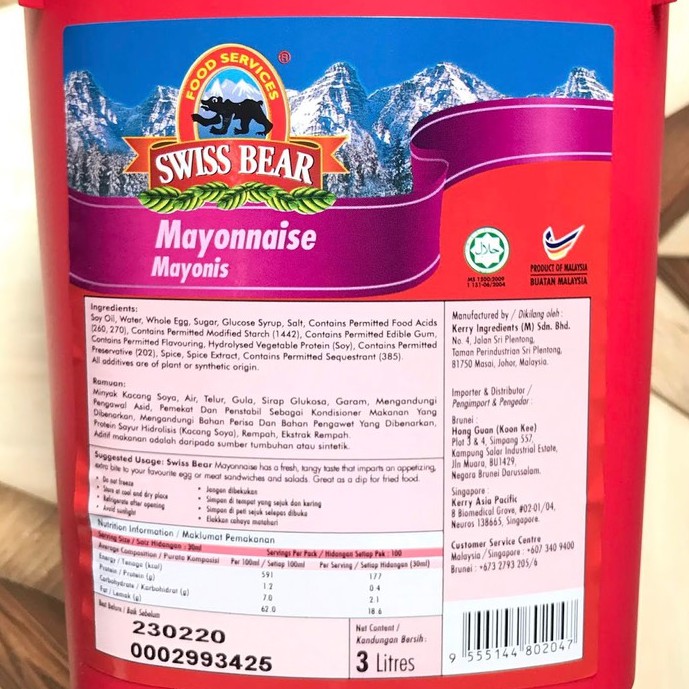 FOOD SERVICES
®
SWISS BEAR
Mayonnaise
Mayonis
حلال
MS 1500:2009
1 151-06/2004
PRODUCT OF MALAYSIA
BUATAN MALAYSIA
Ingredients:
Soy Oil, Water, Whole Egg, Sugar, Glucose Syrup, Salt, Contains Permitted Food Acids
(260, 270), Contains Permitted Modified Starch (1442), Contains Permitted Edible Gum,
Contains Permitted Flavouring, Hydrolysed Vegetable Protein (Soy), Contains Permitted
Preservative (202), Spice, Spice Extract, Contains Permitted Sequestrant (385).
All additives are of plant or synthetic origin.
Ramuan:
Minyak Kacang Soya, Air, Telur, Gula, Sirap Glukosa, Garam, Mengandungi
Pengawal Asid, Pemekat Dan Penstabil Sebagai Kondisioner Makanan Yang
Dibenarkan, Mengandungi Bahan Perisa Dan Bahan Pengawet Yang Dibenarkan,
Protein Sayur Hidrolisis (Kacang Soya), Rempah, Ekstrak Rempah.
Aditif makanan adalah daripada sumber tumbuhan atau sintetik.
Suggested Usage: Swiss Bear Mayonnaise has a fresh, tangy taste that imparts an appetizing,
extra bite to your favourite egg or meat sandwiches and salads. Great as a dip for fried food.
• Do not freeze
• Store at cool and dry place
• Refrigerate after opening
• Avoid sunlight
• Jangan dibekukan
• Simpan di tempat yang sejuk dan kering
• Simpan di peti sejuk selepas dibuka
• Elakkan cahaya matahari
Nutrition Information / Maklumat Pemakanan
Serving Size / Saiz Hidangan : 30ml
Servings Per Pack / Hidangan Setiap Pek : 100
Average Composition / Purata Komposisi Per 100ml / Setiap 100ml Per Serving / Setiap Hidangan (30ml)
Energy / Tenaga (kcal) 591 177
Protein / Protein (g) 1.2 0.4
Carbohydrate / Karbohidrat (g) 7.0 2.1
Fat / Lemak (g) 62.0 18.6
Best Before / Baik Sebelum
230220
0002993425
Net Content /
Kandungan Bersih :
3 Litres
Manufactured by / Dikilang oleh :
Kerry Ingredients (M) Sdn. Bhd.
No. 4, Jalan Sri Plentong,
Taman Perindustrian Sri Plentong,
81750 Masai, Johor, Malaysia.
Importer & Distributor /
Pengimport & Pengedar :
Brunei :
Hong Guan (Koon Kee)
Plot 3 & 4, Simpang 557,
Kampung Salar Industrial Estate,
Jln Muara, BU1429,
Negara Brunei Darussalam.
Singapore :
Kerry Asia Pacific
8 Biomedical Grove, #02-01/04,
Neuros 138665, Singapore.
Customer Service Centre
Malaysia / Singapore : +607 340 9400
Brunei : +673 2793 205/6
9 555144 802047